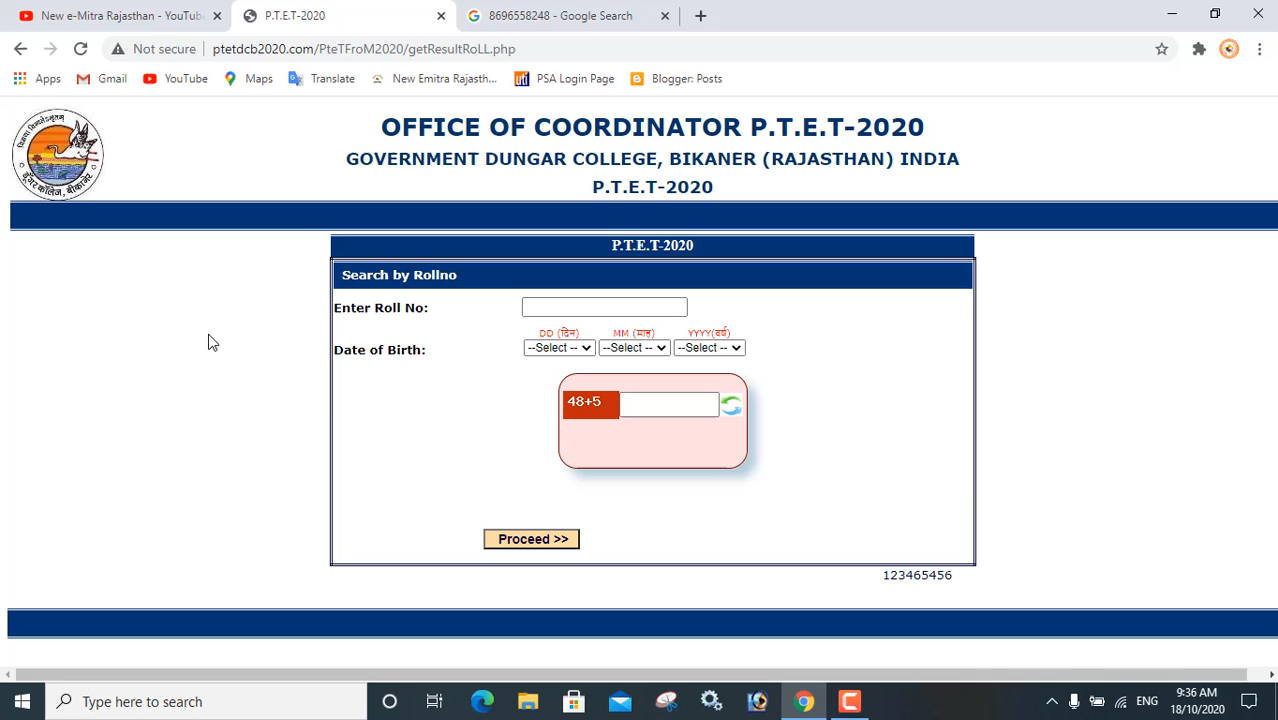 New e-Mitra Rajasthan - YouTube
P.T.E.T-2020
8696558248 - Google Search
Not secure
ptetdcb2020.com/PteTFroM2020/getResultRoLL.php
Apps
Gmail
YouTube
Maps
Translate
New Emitra Rajasth...
PSA Login Page
Blogger: Posts
OFFICE OF COORDINATOR P.T.E.T-2020
GOVERNMENT DUNGAR COLLEGE, BIKANER (RAJASTHAN) INDIA
P.T.E.T-2020
P.T.E.T-2020
Search by Rollno
Enter Roll No:
DD (दिन) MM (माह) YYYY(वर्ष)
Date of Birth: --Select -- --Select -- --Select --
48+5
Proceed >>
123465456
Type here to search
ENG
9:36 AM
18/10/2020